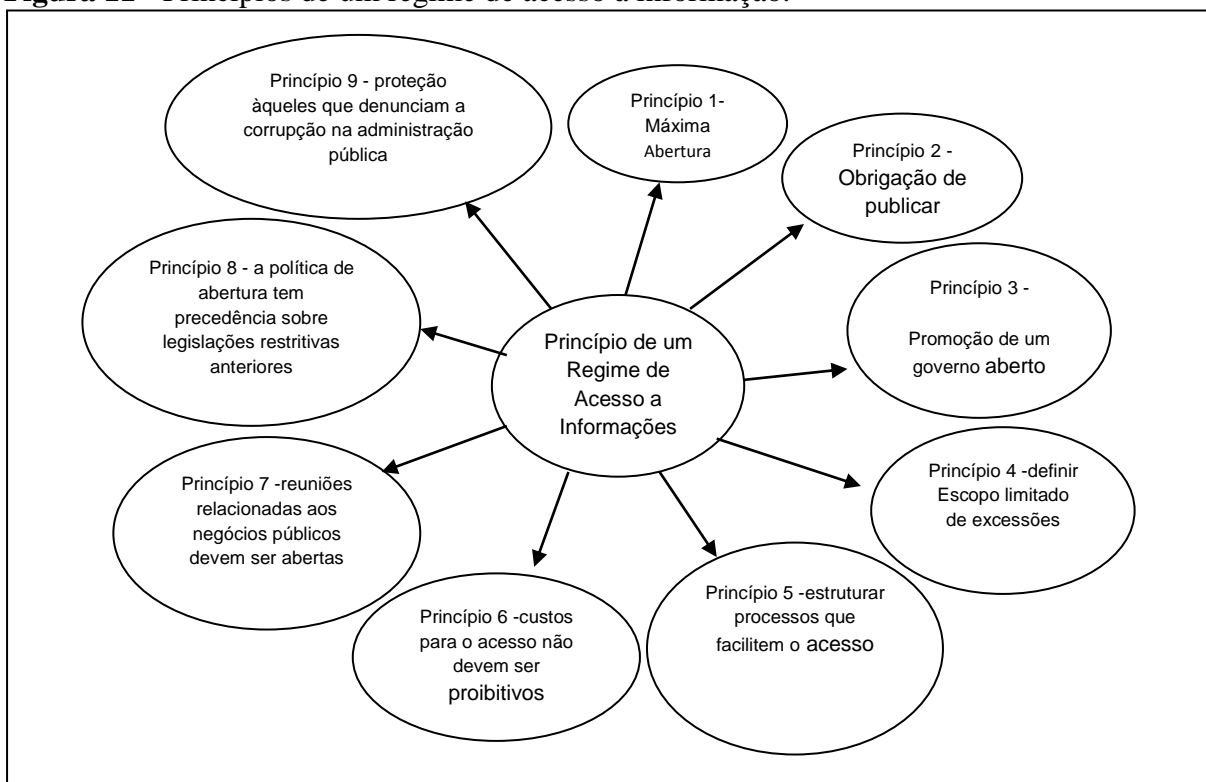 Princípios de um regime de acesso a informação.
Princípio 9 - proteção
àqueles que denunciam a
corrupção na administração
pública
Princípio 1-
Máxima
Abertura
Princípio 2 -
Obrigação de
publicar
Princípio 3 -
Promoção de um
governo aberto
Princípio 4 -definir
Escopo limitado
de excessões
Princípio 5 -estruturar
processos que
facilitem o acesso
Princípio 6 -custos
para o acesso não
devem ser
proibitivos
Princípio 7 -reuniões
relacionadas aos
negócios públicos
devem ser abertas
Princípio 8 - a política de
abertura tem
precedência sobre
legislações restritivas
anteriores
Princípio de um
Regime de
Acesso a
Informações